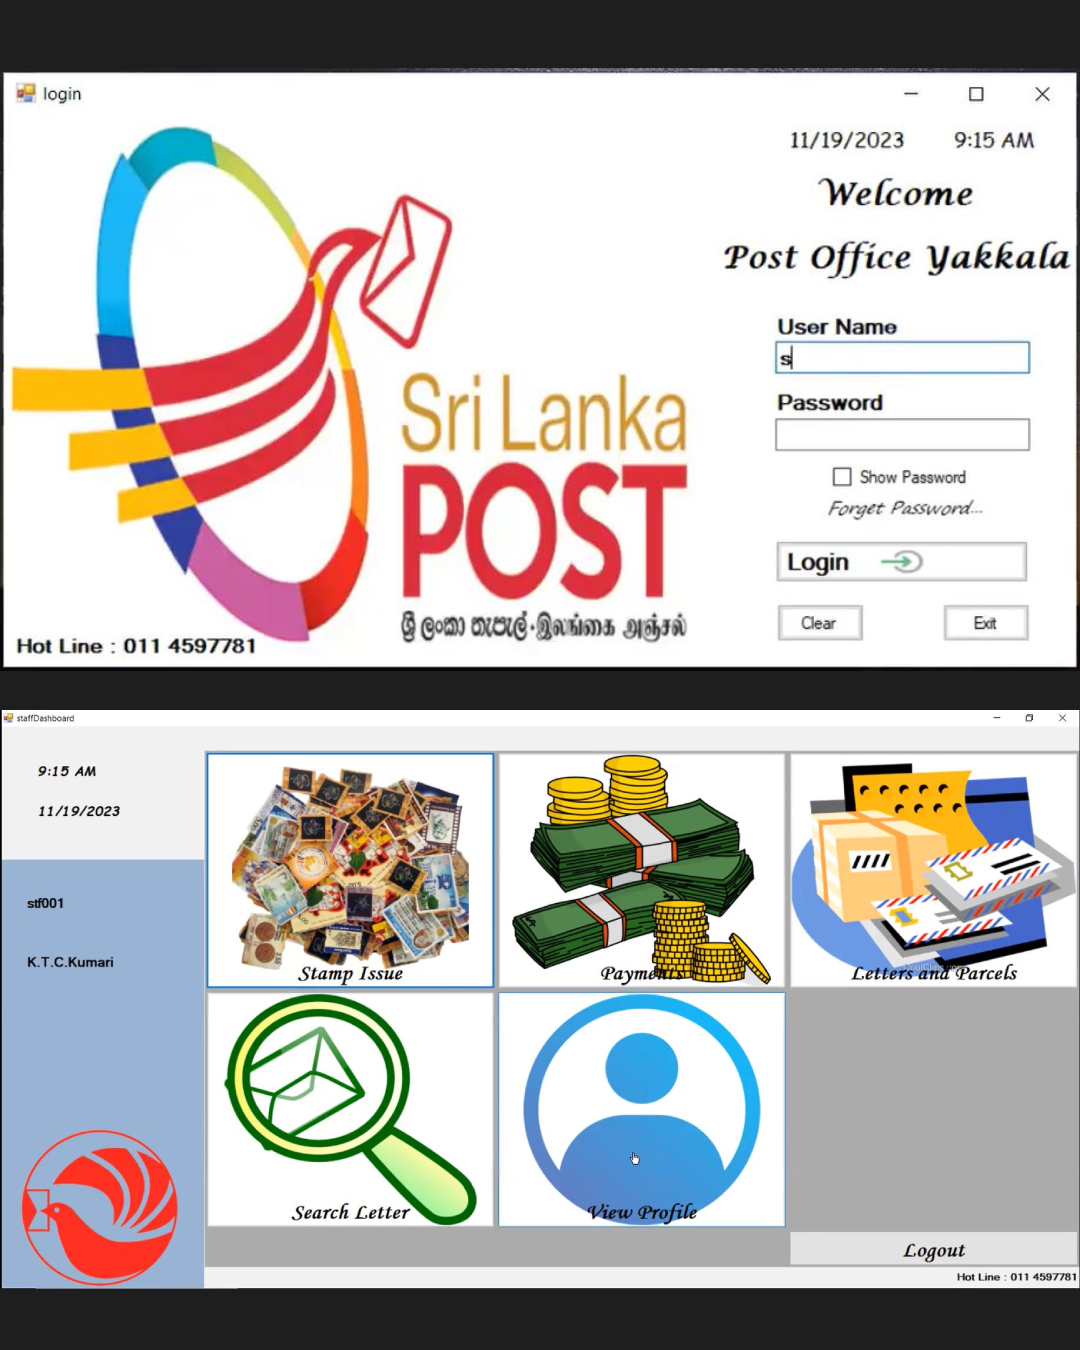 login
11/19/2023 9:15 AM
Welcome
Post Office Yakkala
User Name
s
Password
Show Password
Forget Password...
Login
Clear Exit
Sri Lanka
POST
ශ්‍රී ලංකා තැපැල්·இலங்கை அஞ்சல்
Hot Line : 011 4597781
staffDashboard
9:15 AM
11/19/2023
stf001
K.T.C.Kumari
Stamp Issue
Payments
Letters and Parcels
Search Letter
View Profile
Logout
Hot Line : 011 4597781